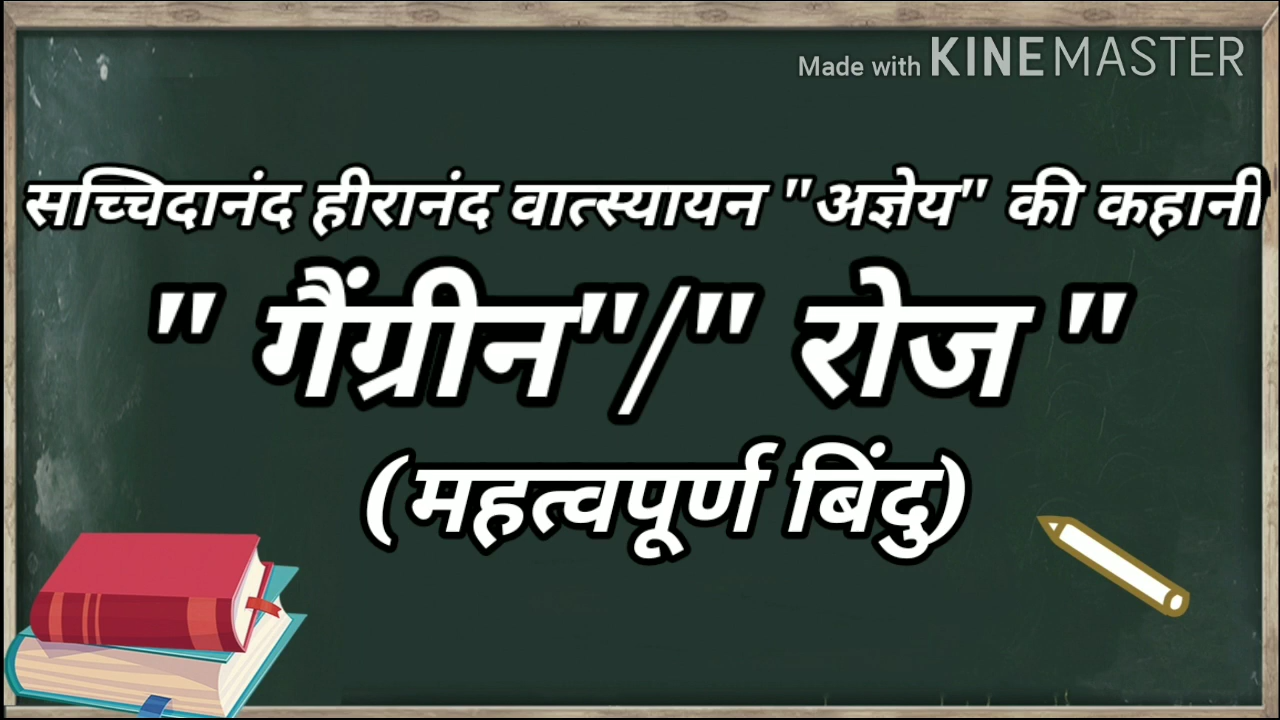 Made with KINEMASTER
सच्चिदानंद हीरानंद वात्स्यायन "अज्ञेय" की कहानी
" गैंग्रीन"/" रोज "
(महत्वपूर्ण बिंदु)